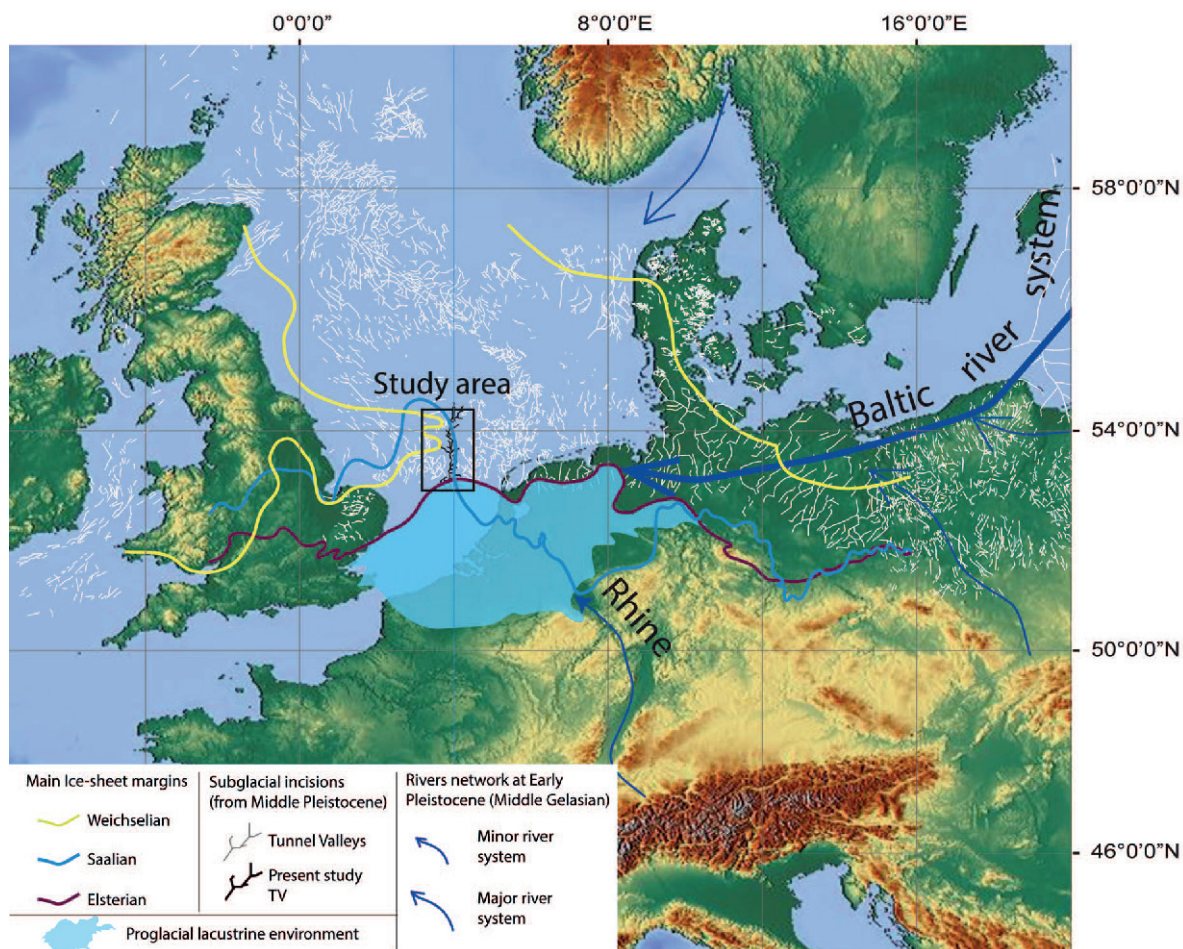 0°0'0"
8°0'0"
16°0'0"E
58°0'0"N
system
river
Baltic
Study area
54°0'0"N
Rhine
50°0'0"N
46°0'0"N
Main Ice-sheet margins
Weichselian
Saalian
Elsterian
Proglacial lacustrine environment
Subglacial incisions
(from Middle Pleistocene)
Tunnel Valleys
Present study
TV
Rivers network at Early
Pleistocene (Middle Gelasian)
Minor river
system
Major river
system